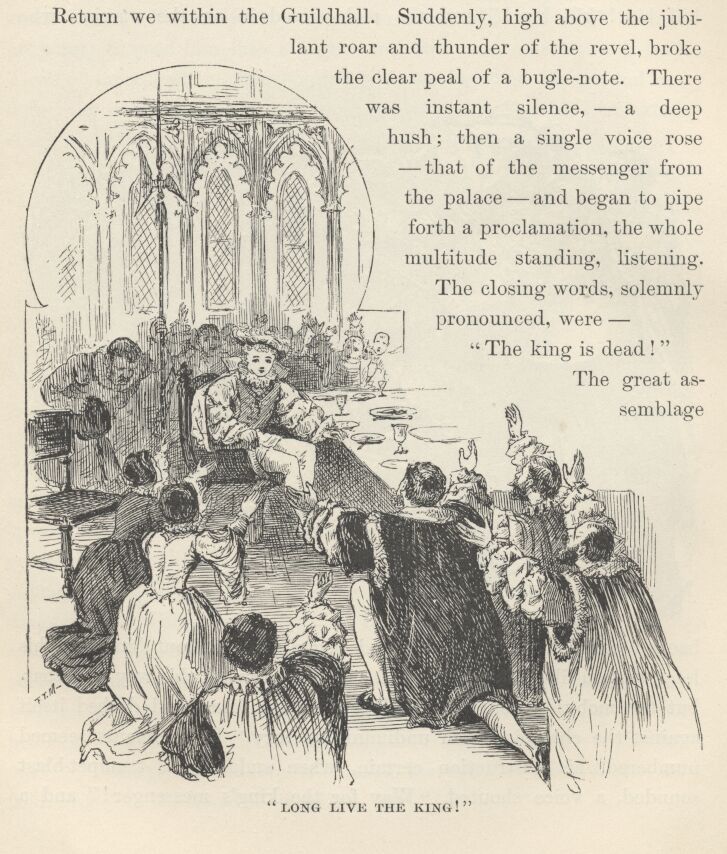 Return we within the Guildhall. Suddenly, high above the jubi-
lant roar and thunder of the revel, broke
the clear peal of a bugle-note. There
was instant silence, — a deep
hush; then a single voice rose
— that of the messenger from
the palace — and began to pipe
forth a proclamation, the whole
multitude standing, listening.
The closing words, solemnly
pronounced, were —
“The king is dead!”
The great as-
semblage
F.T.M-
“LONG LIVE THE KING!”